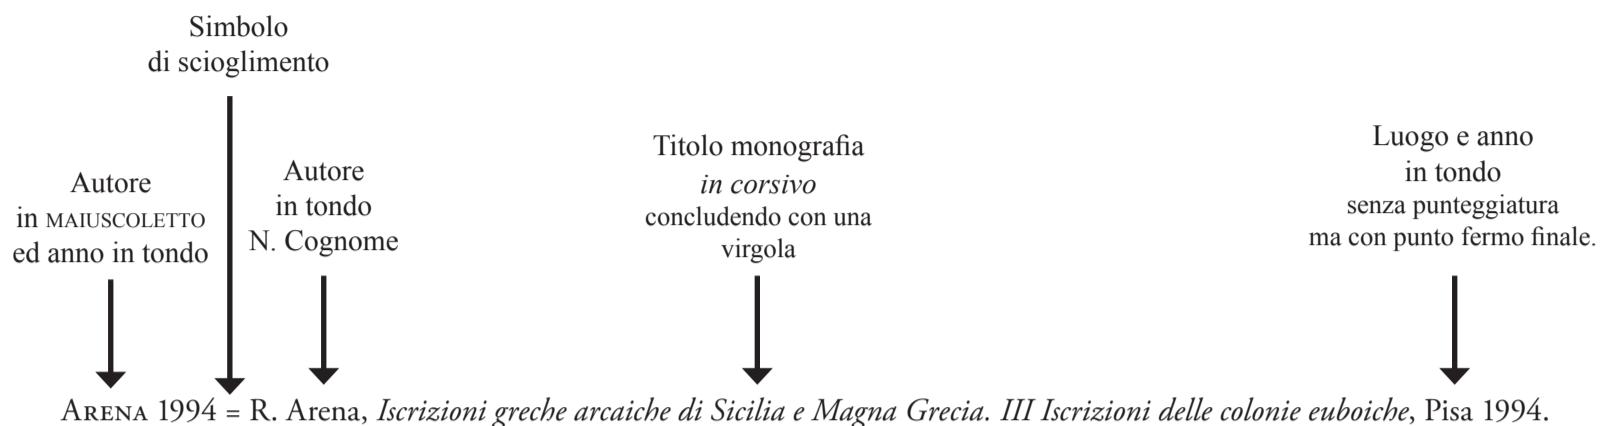 Simbolo
di scioglimento
Autore
in MAIUSCOLETTO
ed anno in tondo
Autore
in tondo
N. Cognome
Titolo monografia
in corsivo
concludendo con una
virgola
Luogo e anno
in tondo
senza punteggiatura
ma con punto fermo finale.
ARENA 1994 = R. Arena, Iscrizioni greche arcaiche di Sicilia e Magna Grecia. III Iscrizioni delle colonie euboiche, Pisa 1994.